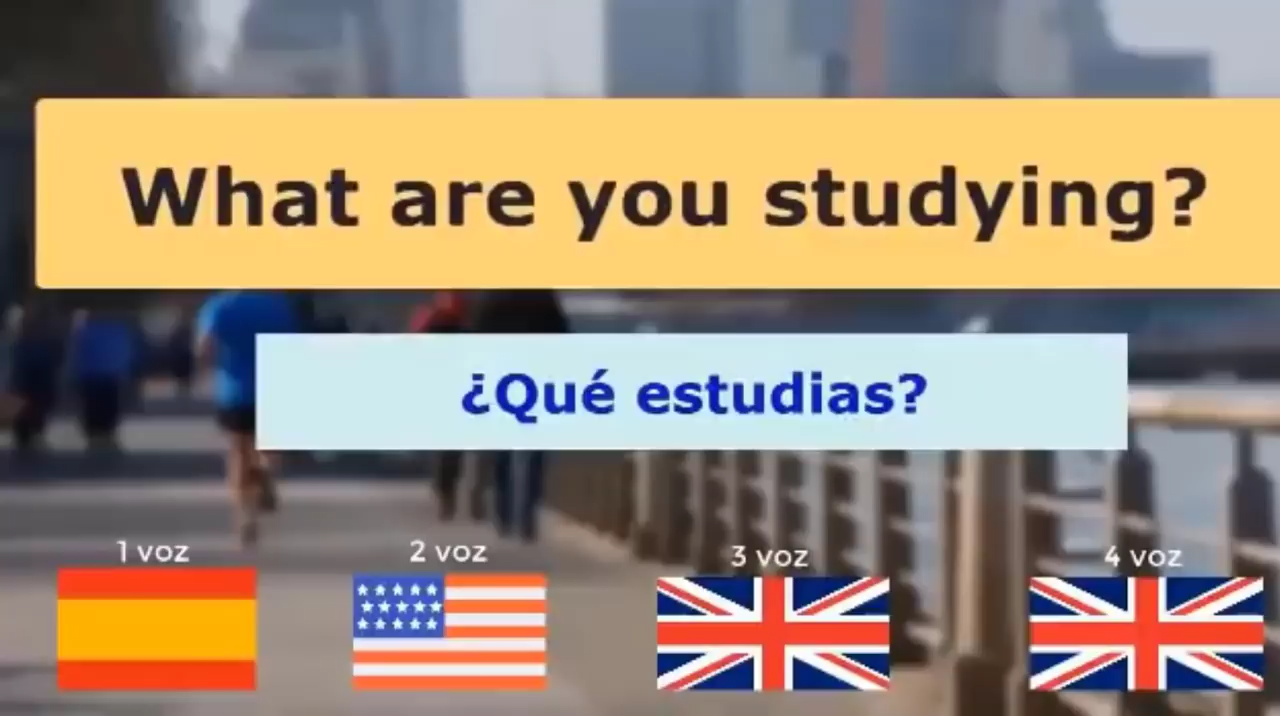 What are you studying?
¿Qué estudias?
1 voz
2 voz
3 voz
4 voz